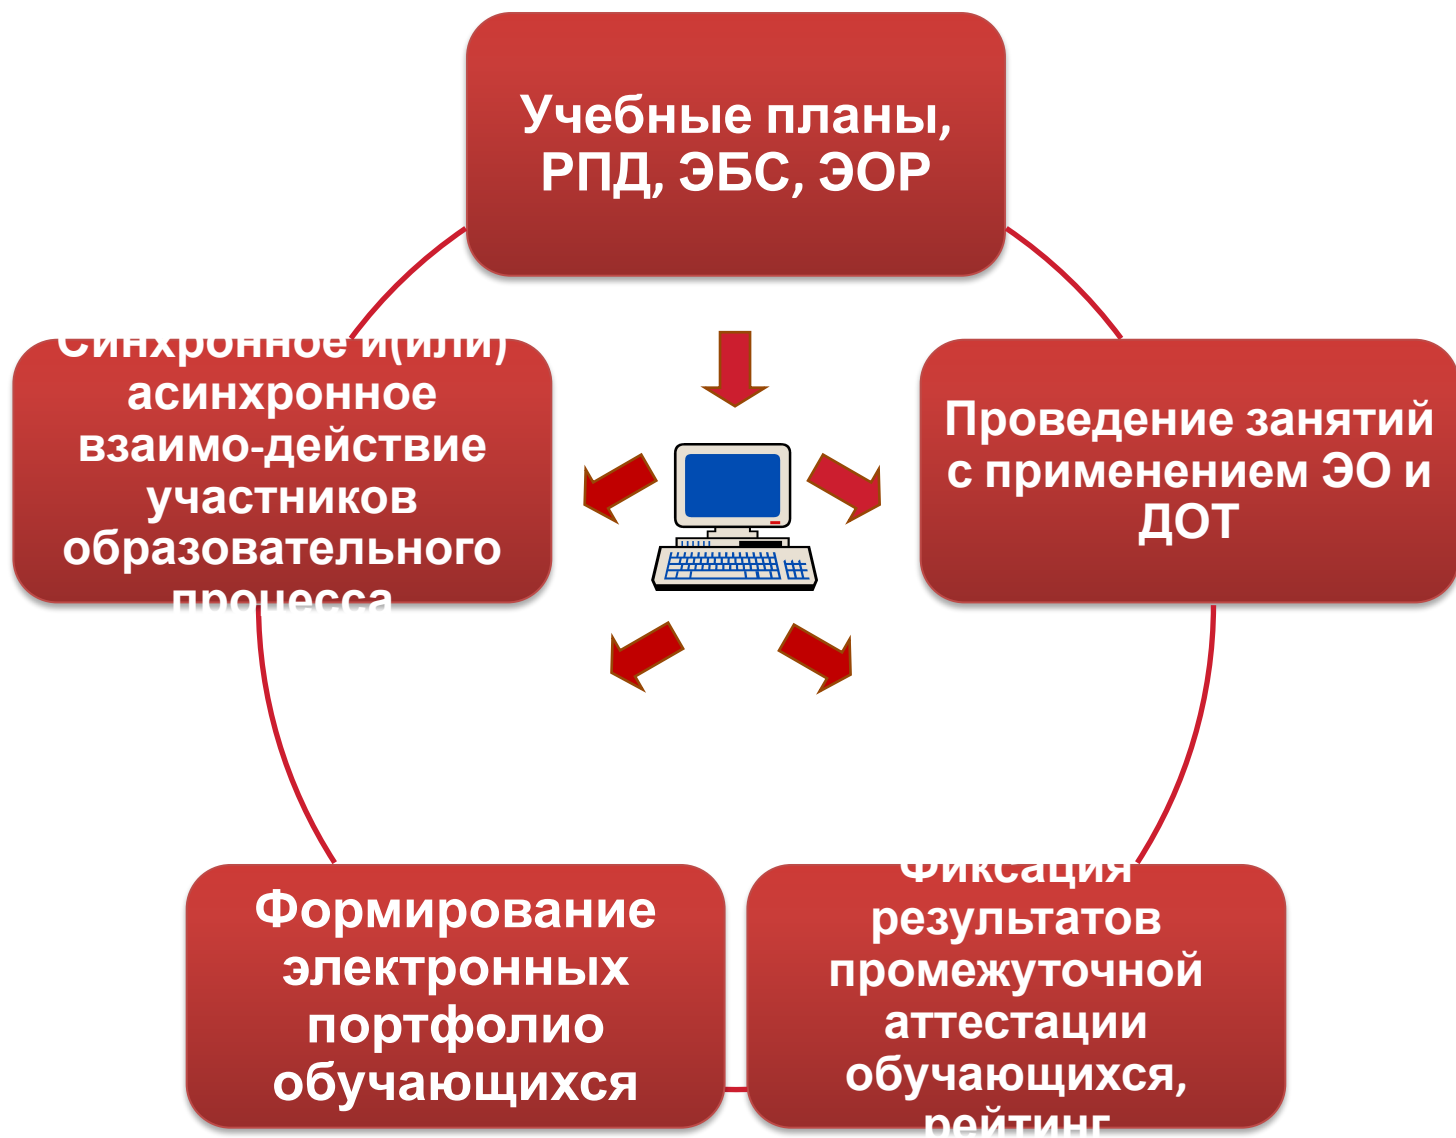 Учебные планы,
РПД, ЭБС, ЭОР
Синхронное и(или)
асинхронное
взаимо-действие
участников
образовательного
процесса
Проведение занятий
с применением ЭО и
ДОТ
Формирование
электронных
портфолио
обучающихся
Фиксация
результатов
промежуточной
аттестации
обучающихся,
рейтинг